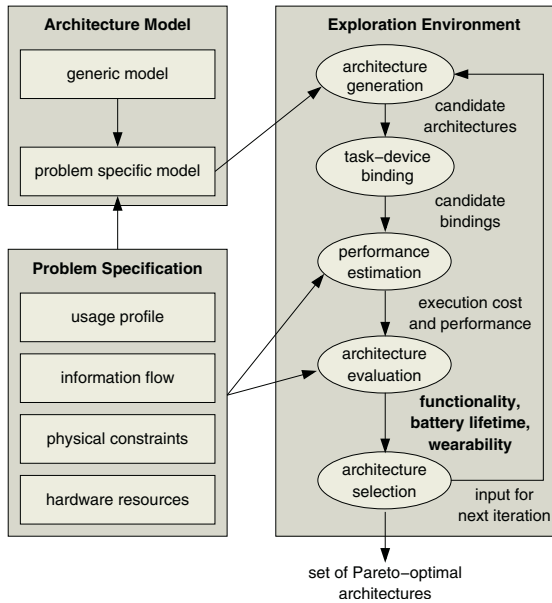 Architecture Model
generic model
problem specific model
Problem Specification
usage profile
information flow
physical constraints
hardware resources
Exploration Environment
architecture
generation
candidate
architectures
task−device
binding
candidate
bindings
performance
estimation
execution cost
and performance
architecture
evaluation
functionality,
battery lifetime,
wearability
architecture
selection
input for
next iteration
set of Pareto−optimal
architectures